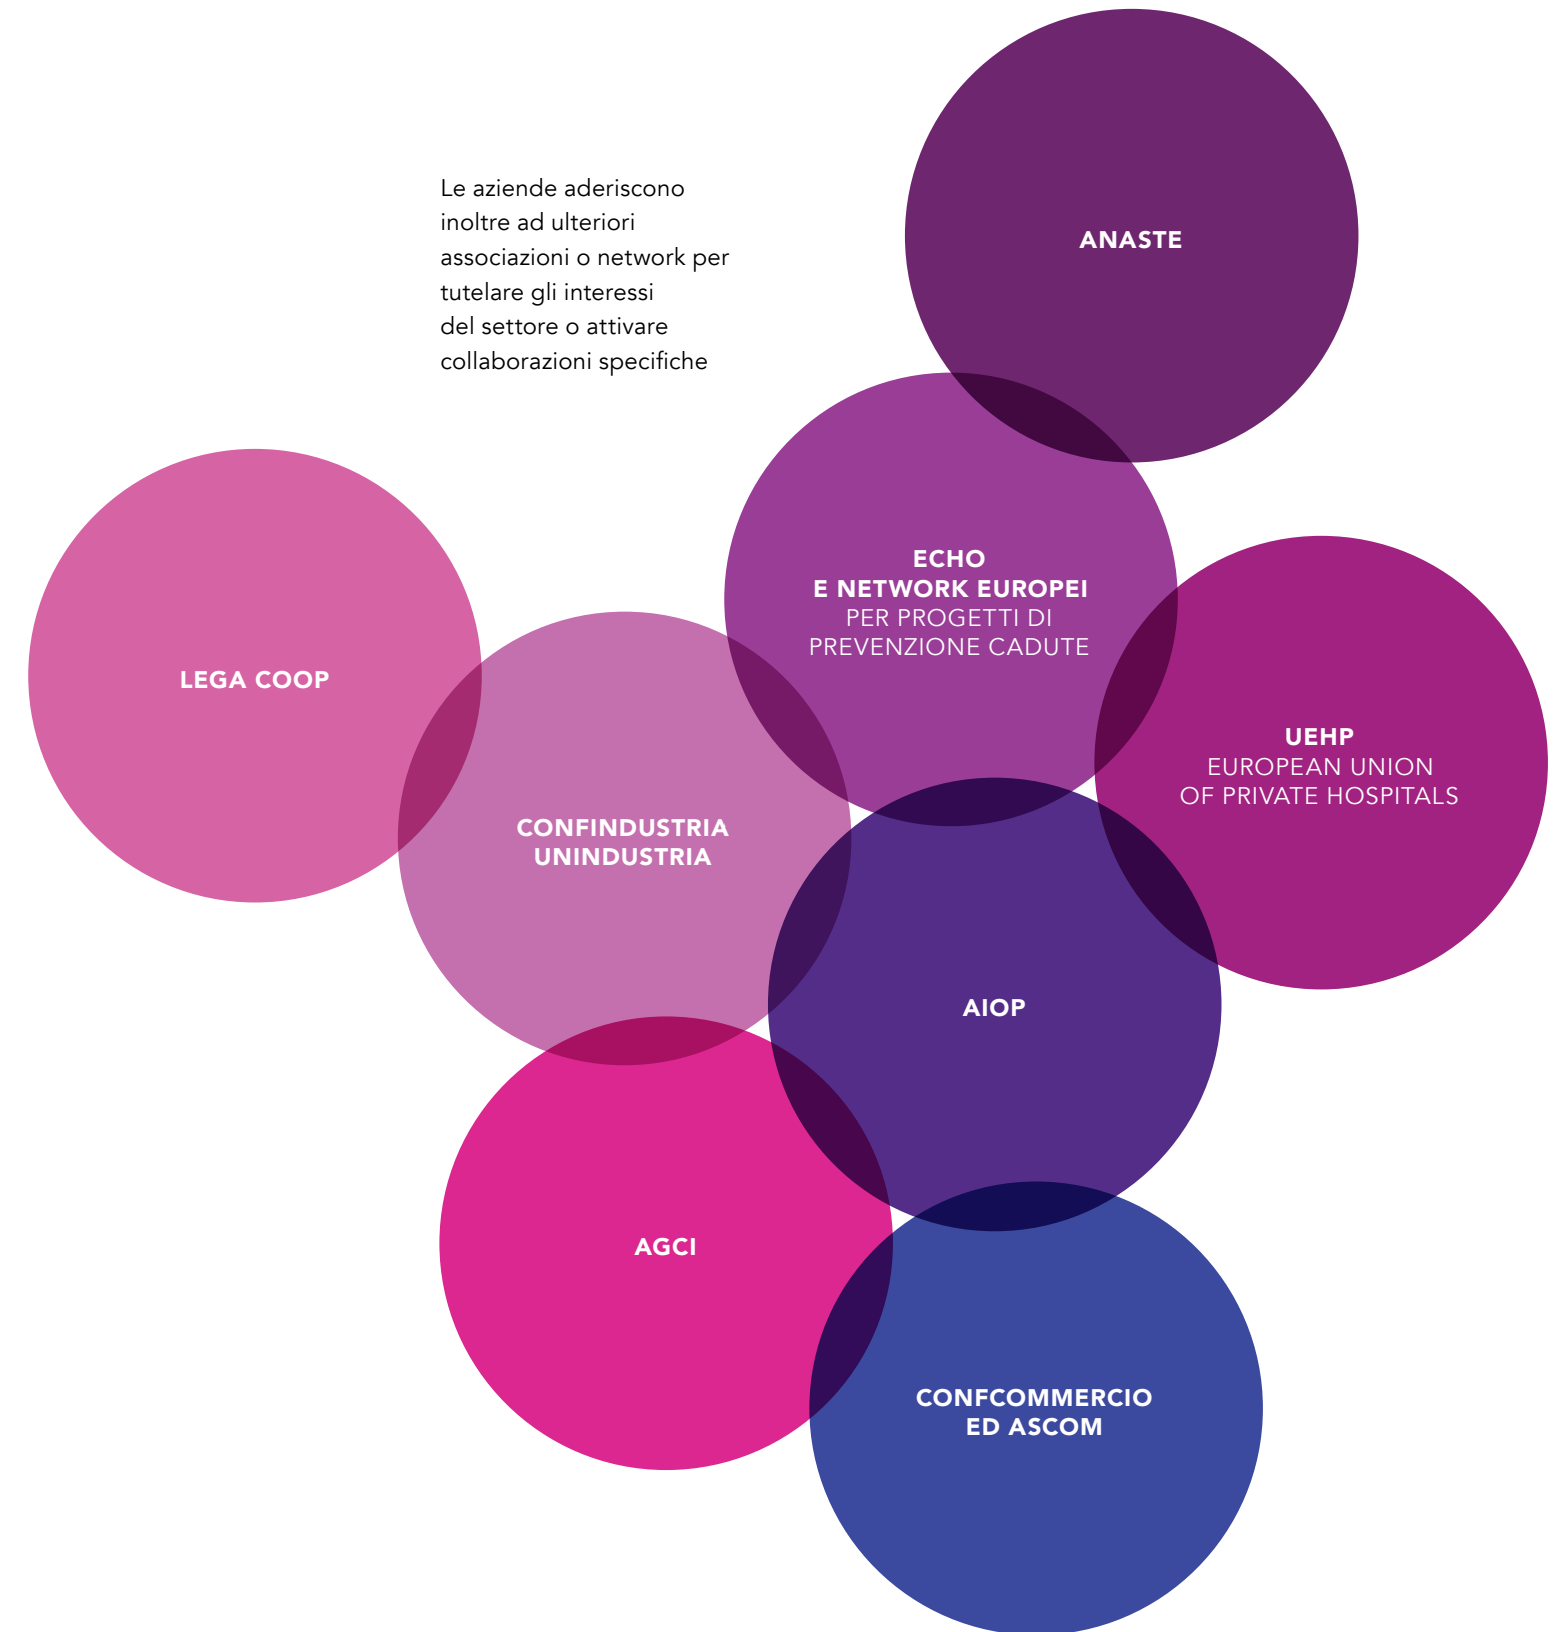 Le aziende aderiscono
inoltre ad ulteriori
associazioni o network per
tutelare gli interessi
del settore o attivare
collaborazioni specifiche
ANASTE
ECHO
E NETWORK EUROPEI
PER PROGETTI DI
PREVENZIONE CADUTE
LEGA COOP
UEHP
EUROPEAN UNION
OF PRIVATE HOSPITALS
CONFINDUSTRIA
UNINDUSTRIA
AIOP
AGCI
CONFCOMMERCIO
ED ASCOM